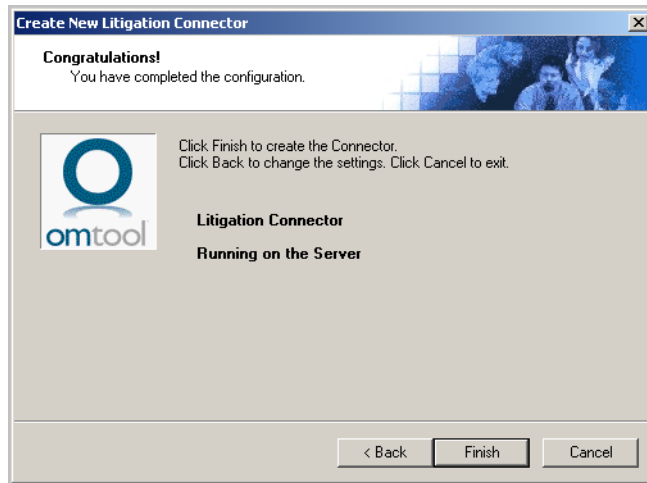 Create New Litigation Connector
Congratulations!
You have completed the configuration.
Click Finish to create the Connector.
Click Back to change the settings. Click Cancel to exit.
omtool
Litigation Connector
Running on the Server
< Back
Finish
Cancel